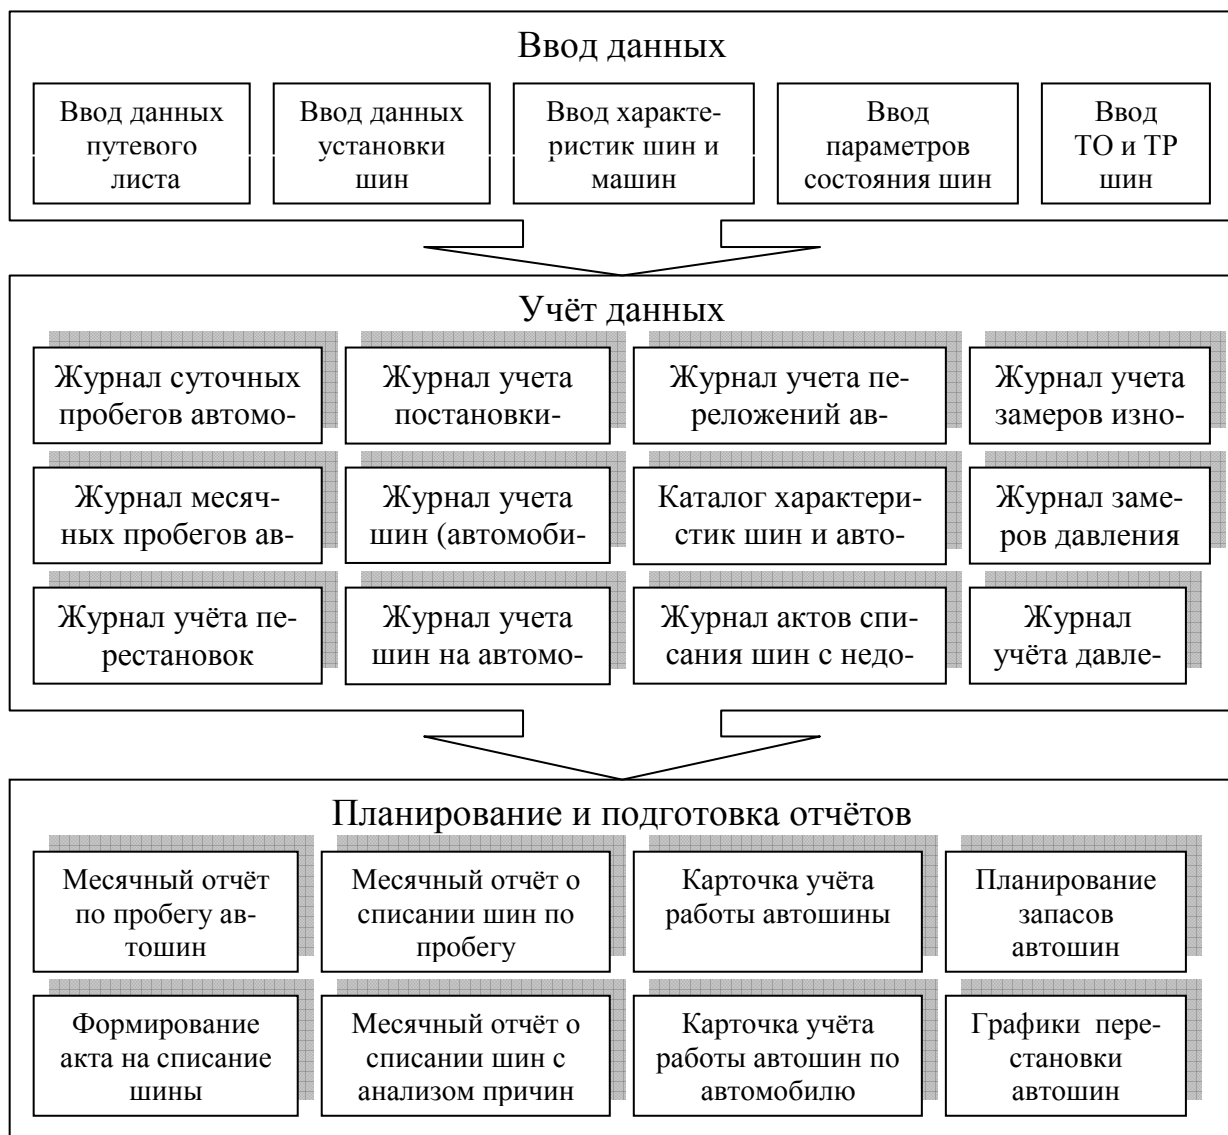 Ввод данных
Ввод данных
путевого
листа
Ввод данных
установки
шин
Ввод характе-
ристик шин и
машин
Ввод
параметров
состояния шин
Ввод
ТО и ТР
шин
Учёт данных
Журнал суточных
пробегов автомо-
Журнал учета
постановки-
Журнал учета пе-
реложений ав-
Журнал учета
замеров изно-
Журнал месяч-
ных пробегов ав-
Журнал учета
шин (автомоби-
Каталог характери-
стик шин и авто-
Журнал заме-
ров давления
Журнал учёта пе-
рестановок
Журнал учета
шин на автомо-
Журнал актов спи-
сания шин с недо-
Журнал
учёта давле-
Планирование и подготовка отчётов
Месячный отчёт
по пробегу ав-
тошин
Месячный отчёт о
списании шин по
пробегу
Карточка учёта
работы автошины
Планирование
запасов
автошин
Формирование
акта на списание
шины
Месячный отчёт о
списании шин с
анализом причин
Карточка учёта
работы автошин по
автомобилю
Графики пере-
становки
автошин